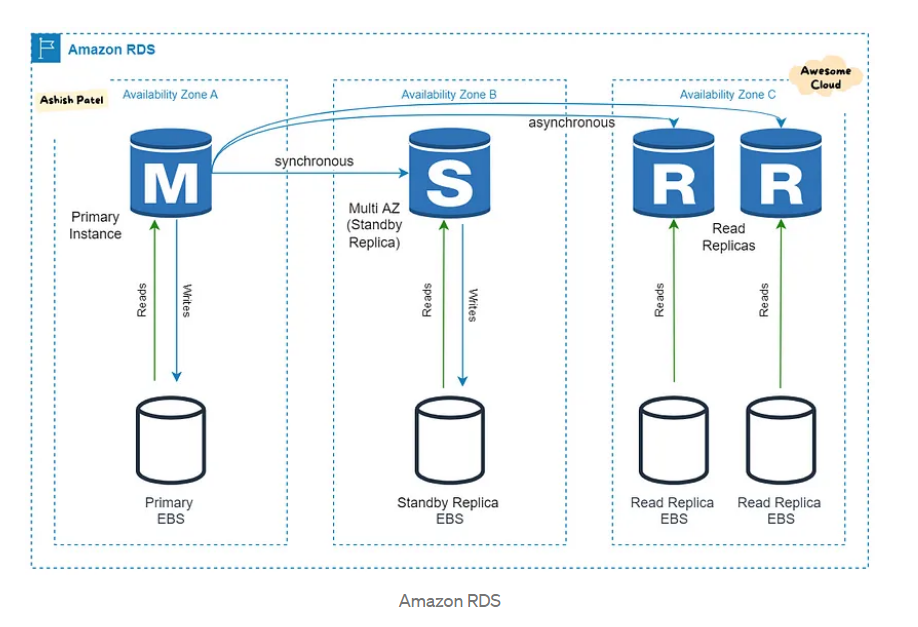 Amazon RDS
Ashish Patel
Availability Zone A
Availability Zone B
Availability Zone C
Awesome
Cloud
asynchronous
synchronous
M
S
R
R
Primary
Instance
Multi AZ
(Standby
Replica)
Read
Replicas
Reads
Writes
Reads
Writes
Reads
Reads
Primary
EBS
Standby Replica
EBS
Read Replica
EBS
Read Replica
EBS
Amazon RDS